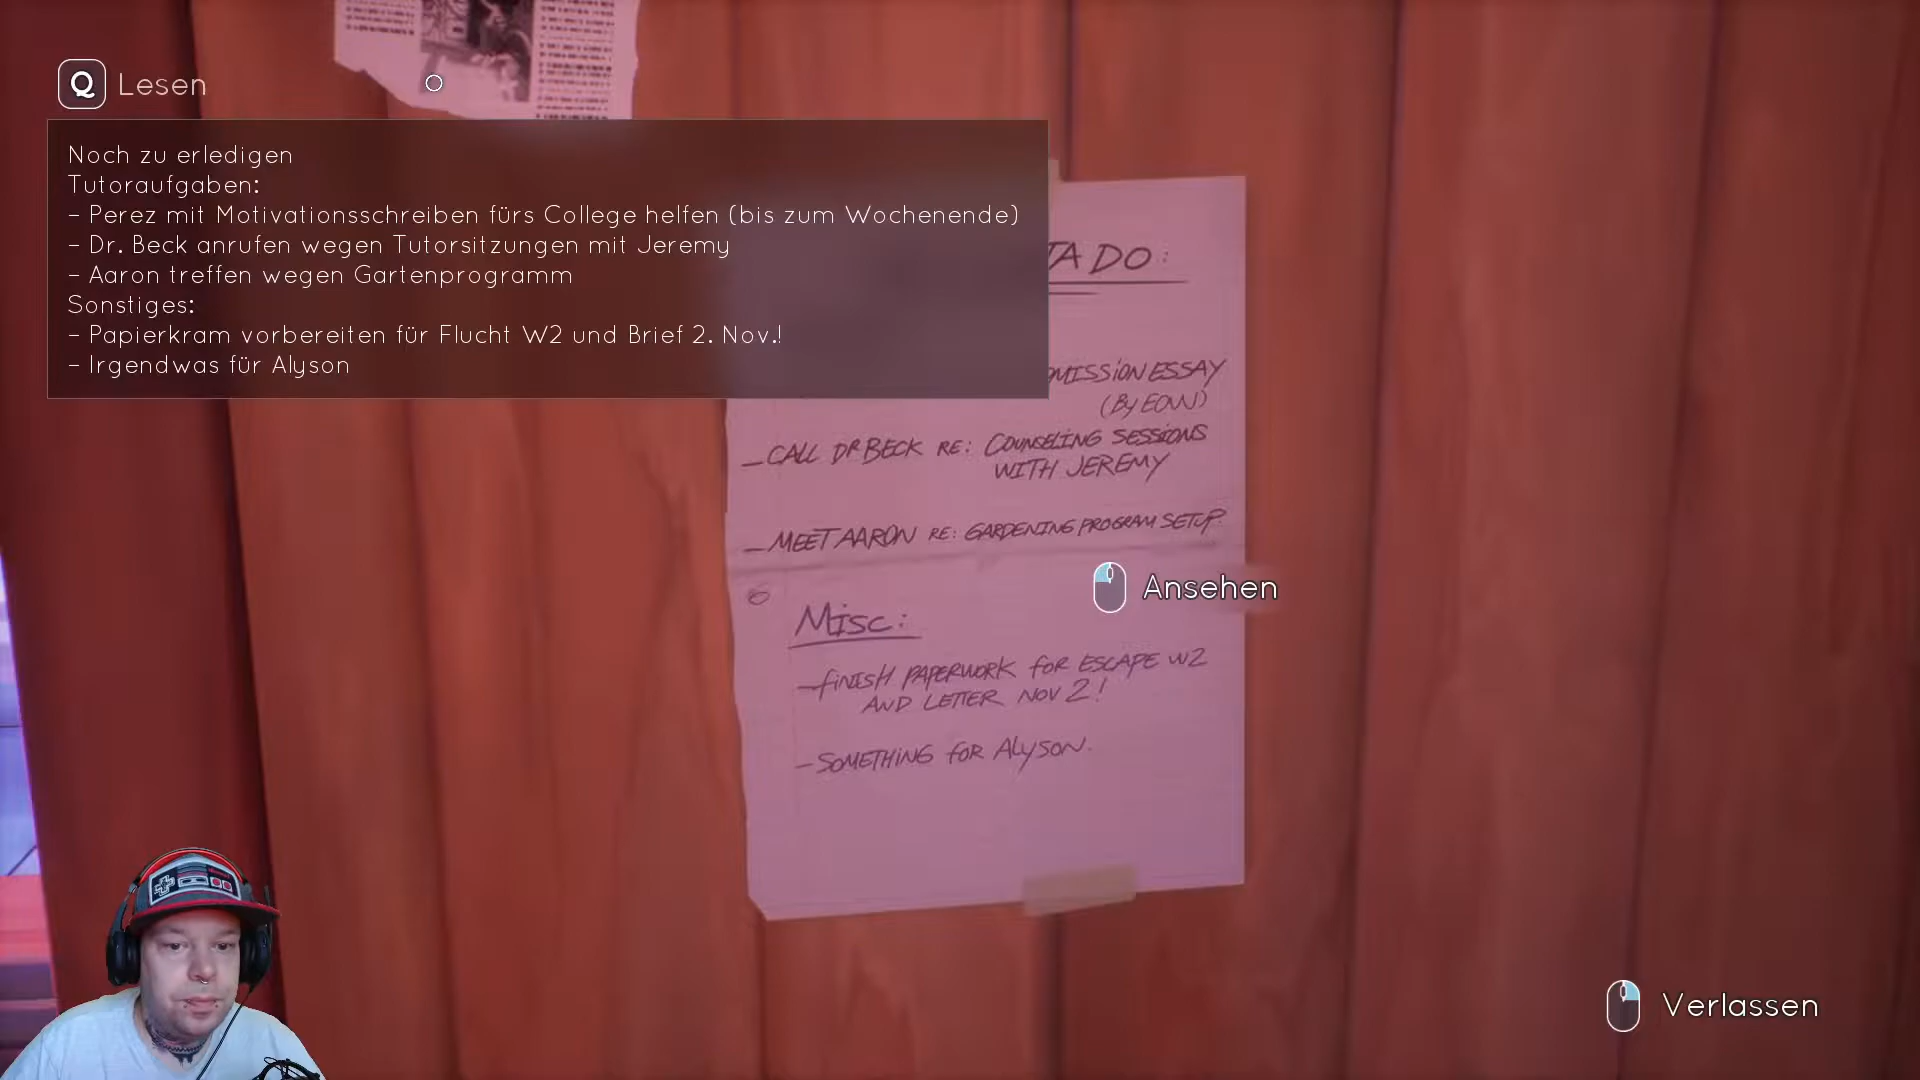 Q Lesen
Noch zu erledigen
Tutoraufgaben:
– Perez mit Motivationsschreiben fürs College helfen (bis zum Wochenende)
– Dr. Beck anrufen wegen Tutorsitzungen mit Jeremy
– Aaron treffen wegen Gartenprogramm
Sonstiges:
– Papierkram vorbereiten für Flucht W2 und Brief 2. Nov.!
– Irgendwas für Alyson
TA DO:
MISSION ESSAY
(BY EOW)
– CALL DR BECK RE: COUNSELING SESSIONS
WITH JEREMY
– MEET AARON RE: GARDENING PROGRAM SETUP.
Ansehen
MISC:
– FINISH PAPERWORK FOR ESCAPE W2
AND LETTER NOV 2!
– SOMETHING FOR ALYSON.
Verlassen